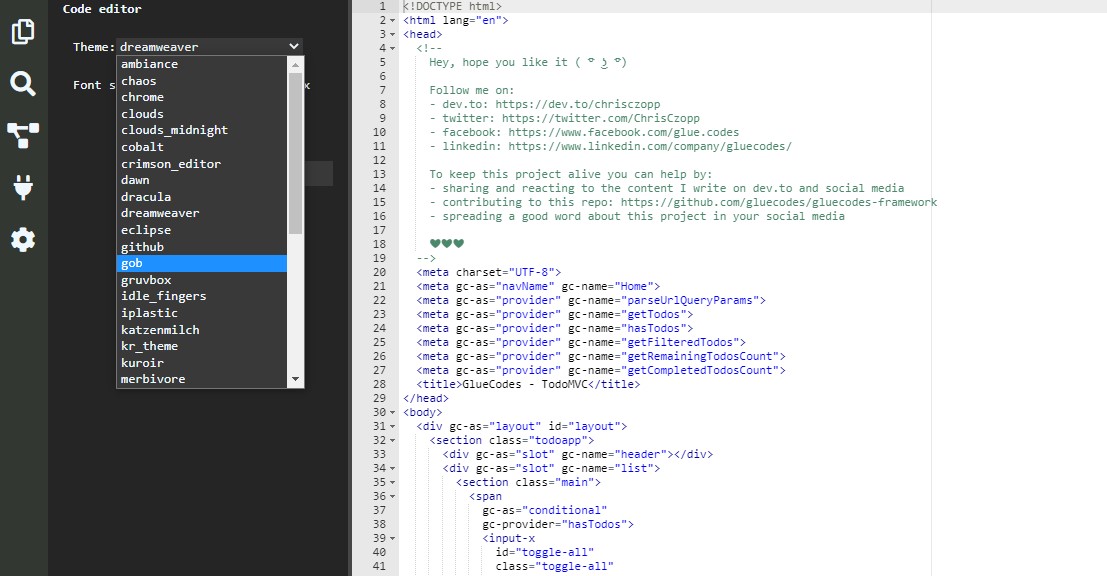 Code editor
Theme: dreamweaver
ambiance
chaos
chrome
clouds
clouds_midnight
cobalt
crimson_editor
dawn
dracula
dreamweaver
eclipse
github
gob
gruvbox
idle_fingers
iplastic
katzenmilch
kr_theme
kuroir
merbivore
Font s
x
1 <!DOCTYPE html>
2 <html lang="en">
3 <head>
4 <!--
5 Hey, hope you like it ( ͡° ͜ʖ ͡°)
6
7 Follow me on:
8 - dev.to: https://dev.to/chrisczopp
9 - twitter: https://twitter.com/ChrisCzopp
10 - facebook: https://www.facebook.com/glue.codes
11 - linkedin: https://www.linkedin.com/company/gluecodes/
12
13 To keep this project alive you can help by:
14 - sharing and reacting to the content I write on dev.to and social media
15 - contributing to this repo: https://github.com/gluecodes/gluecodes-framework
16 - spreading a good word about this project in your social media
17
18 ♥♥♥
19 -->
20 <meta charset="UTF-8">
21 <meta gc-as="navName" gc-name="Home">
22 <meta gc-as="provider" gc-name="parseUrlQueryParams">
23 <meta gc-as="provider" gc-name="getTodos">
24 <meta gc-as="provider" gc-name="hasTodos">
25 <meta gc-as="provider" gc-name="getFilteredTodos">
26 <meta gc-as="provider" gc-name="getRemainingTodosCount">
27 <meta gc-as="provider" gc-name="getCompletedTodosCount">
28 <title>GlueCodes - TodoMVC</title>
29 </head>
30 <body>
31 <div gc-as="layout" id="layout">
32 <section class="todoapp">
33 <div gc-as="slot" gc-name="header"></div>
34 <div gc-as="slot" gc-name="list">
35 <section class="main">
36 <span
37 gc-as="conditional"
38 gc-provider="hasTodos">
39 <input-x
40 id="toggle-all"
41 class="toggle-all"